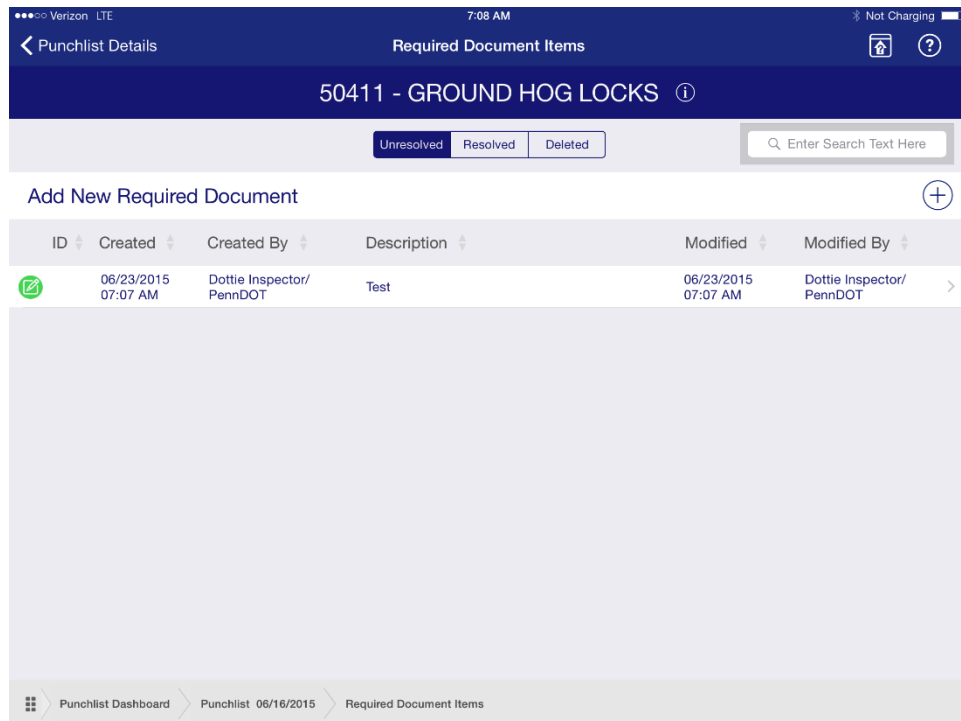 Verizon LTE 7:08 AM Not Charging
Punchlist Details Required Document Items ?
50411 - GROUND HOG LOCKS i
Unresolved Resolved Deleted Enter Search Text Here
Add New Required Document
ID Created Created By Description Modified Modified By
06/23/2015 Dottie Inspector/ Test 06/23/2015 Dottie Inspector/
07:07 AM PennDOT 07:07 AM PennDOT
Punchlist Dashboard Punchlist 06/16/2015 Required Document Items